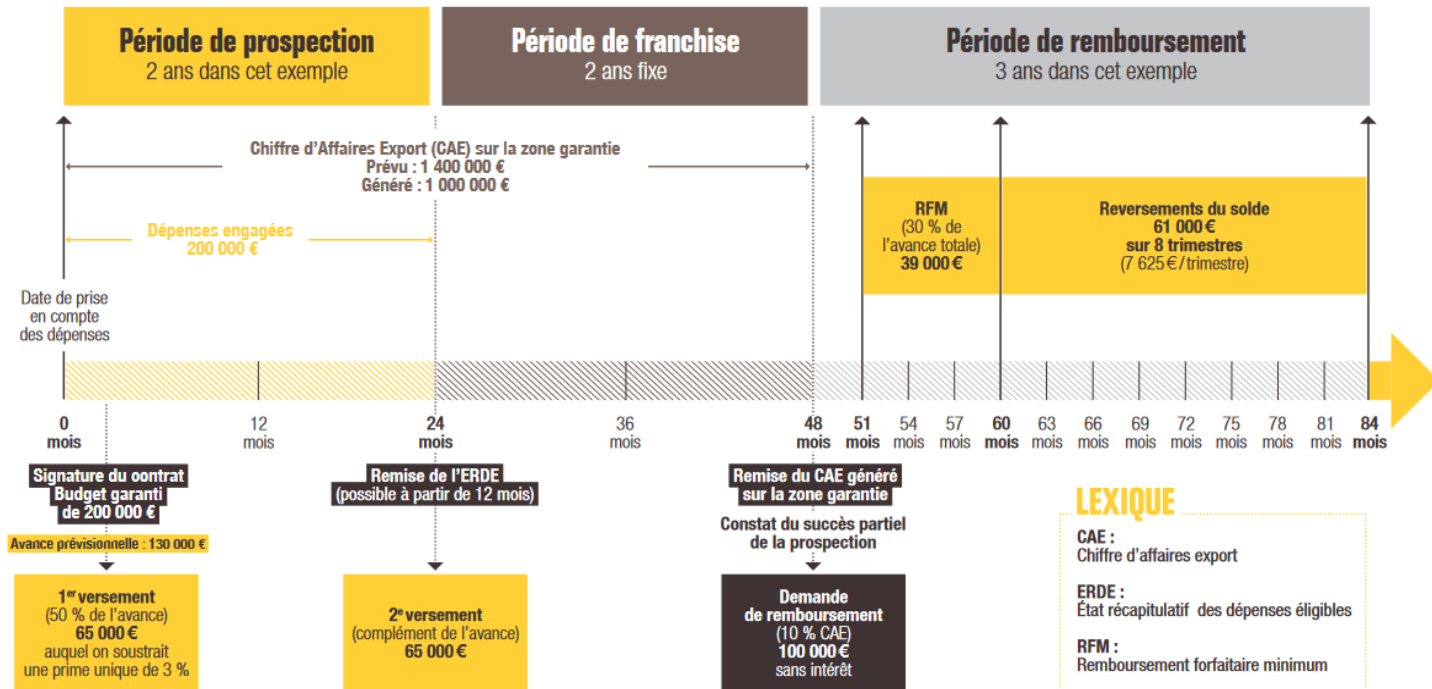 Période de prospection
2 ans dans cet exemple
Période de franchise
2 ans fixe
Période de remboursement
3 ans dans cet exemple
Chiffre d'Affaires Export (CAE) sur la zone garantie
Prévu : 1 400 000 €
Généré : 1 000 000 €
Dépenses engagées
200 000 €
RFM
(30 % de
l'avance totale)
39 000 €
Reversements du solde
61 000 €
sur 8 trimestres
(7 625 €/trimestre)
Date de prise
en compte
des dépenses
0
mois
12
mois
24
mois
36
mois
48
mois
51
mois
54
mois
57
mois
60
mois
63
mois
66
mois
69
mois
72
mois
75
mois
78
mois
81
mois
84
mois
Signature du oontrat
Budget garanti
de 200 000 €
Avance prévisionnelle : 130 000 €
1er versement
(50 % de l'avance)
65 000 €
auquel on soustrait
une prime unique de 3 %
Remise de l'ERDE
(possible à partir de 12 mois)
2e versement
(complément de l'avance)
65 000 €
Remise du CAE généré
sur la zone garantie
Constat du succès partiel
de la prospection
Demande
de remboursement
(10 % CAE)
100 000 €
sans intérêt
LEXIQUE
CAE :
Chiffre d'affaires export
ERDE :
État récapitulatif des dépenses éligibles
RFM :
Remboursement forfaitaire minimum